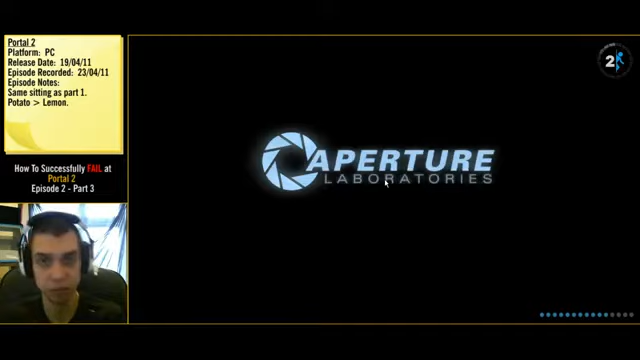 Portal 2
Platform: PC
Release Date: 19/04/11
Episode Recorded: 23/04/11
Episode Notes:
Same sitting as part 1.
Potato > Lemon.
How To Successfully FAIL at
Portal 2
Episode 2 - Part 3
APERTURE
LABORATORIES
2